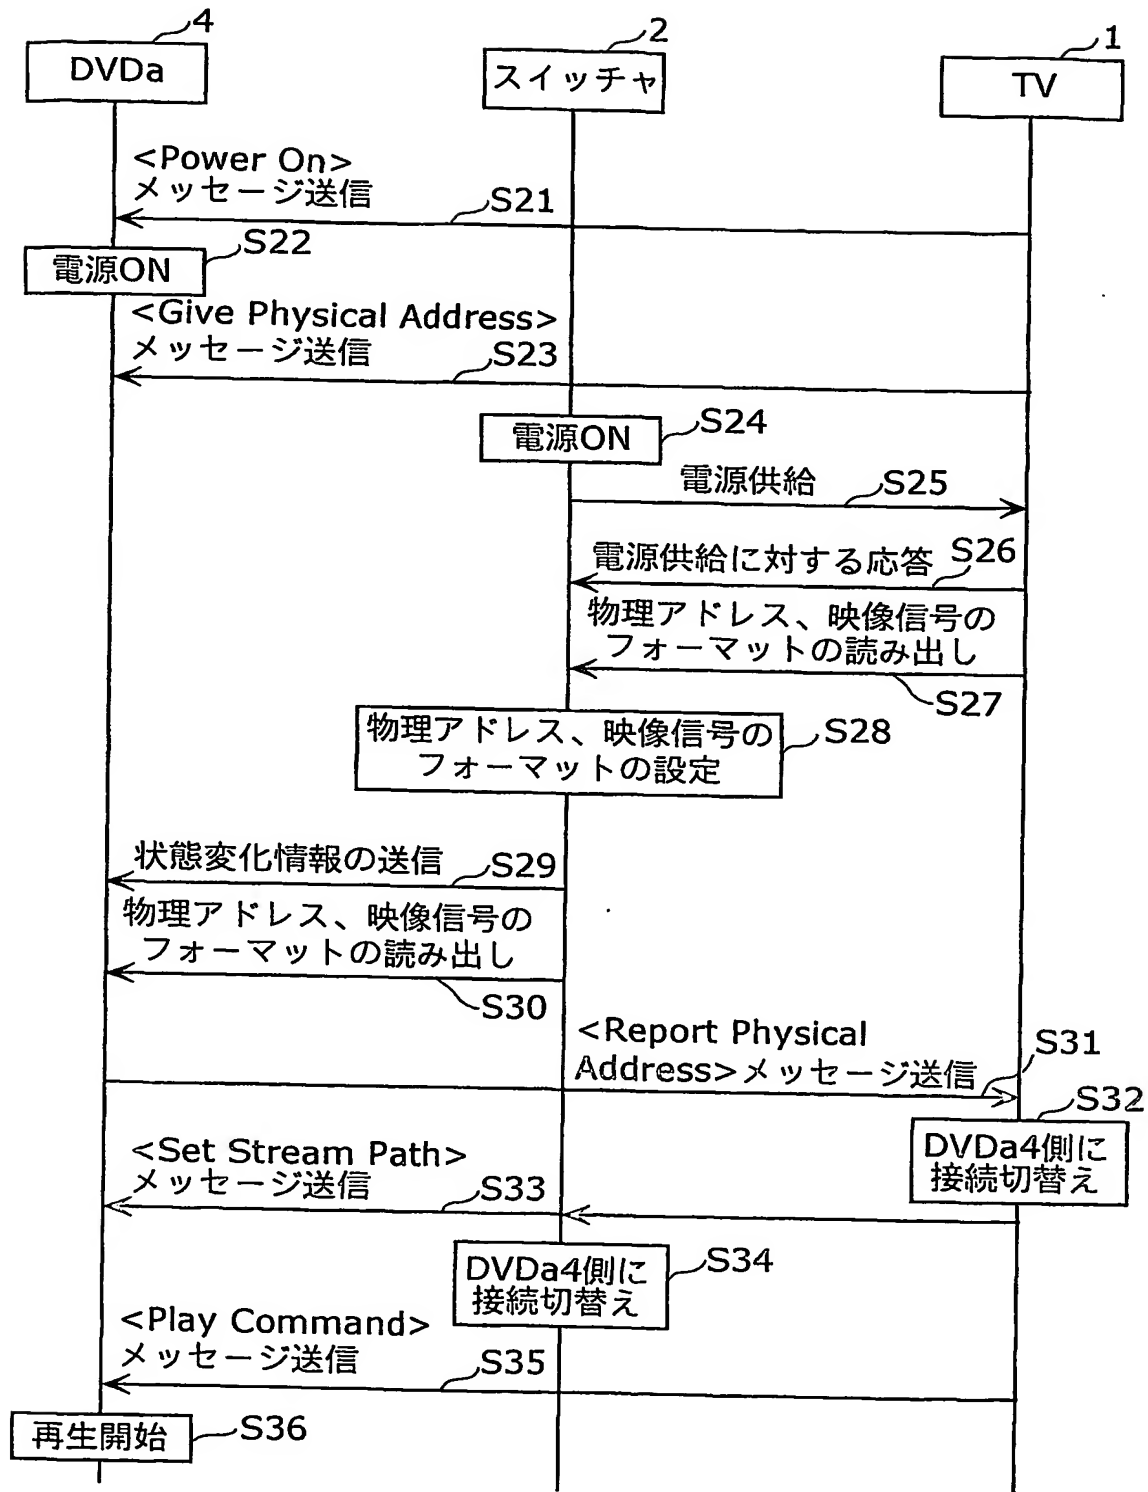 4
DVDa
2
スイッチャ
1
TV
<Power On>
メッセージ送信
S21
電源ON
S22
<Give Physical Address>
メッセージ送信
S23
電源ON
S24
電源供給
S25
電源供給に対する応答
S26
物理アドレス、映像信号の
フォーマットの読み出し
S27
物理アドレス、映像信号の
フォーマットの設定
S28
状態変化情報の送信
S29
物理アドレス、映像信号の
フォーマットの読み出し
S30
<Report Physical
Address>メッセージ送信
S31
S32
DVDa4側に
接続切替え
<Set Stream Path>
メッセージ送信
S33
DVDa4側に
接続切替え
S34
<Play Command>
メッセージ送信
S35
再生開始
S36